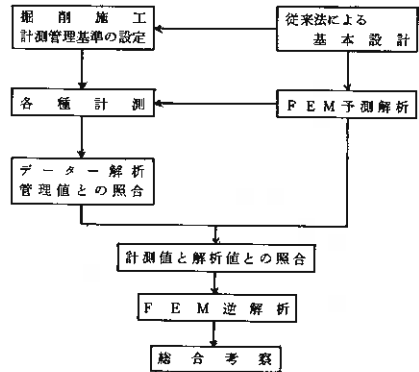 掘削施工
計測管理基準の設定
従来法による
基本設計
各種計測
FEM予測解析
データー解析
管理値との照合
計測値と解析値との照合
FEM逆解析
総合考察